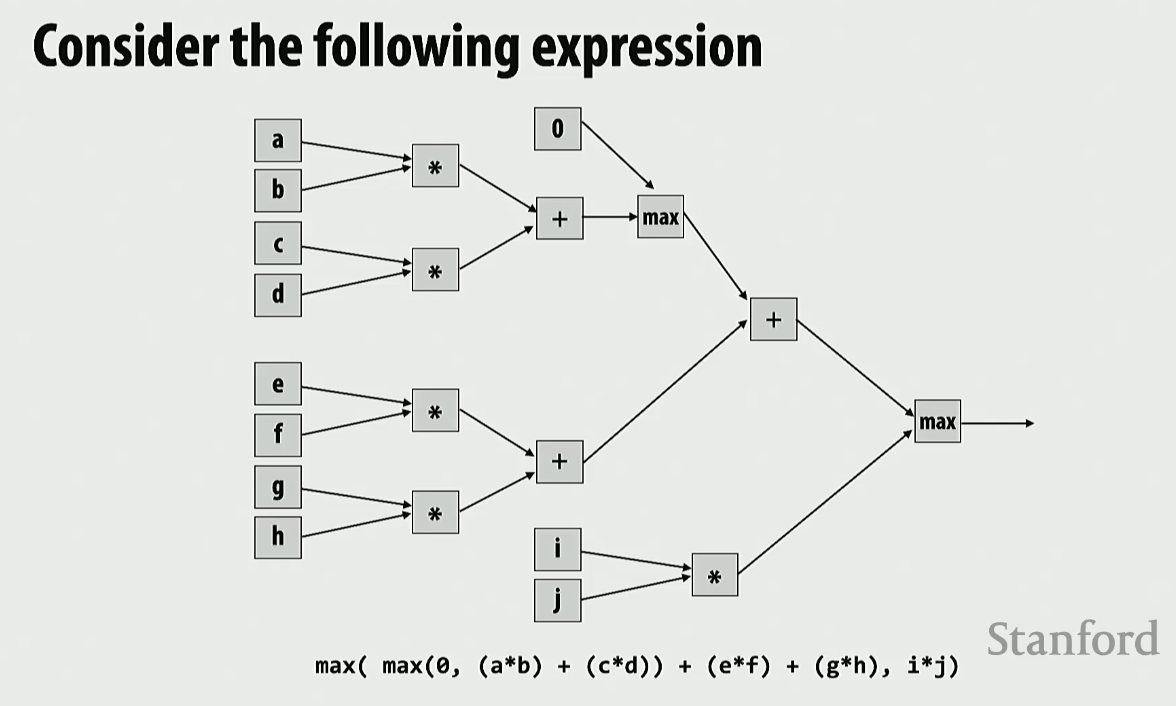 Consider the following expression
0
a
*
b
+
max
c
*
d
+
e
*
f
max
+
g
*
h
i
*
j
Stanford
max( max(0, (a*b) + (c*d)) + (e*f) + (g*h), i*j)